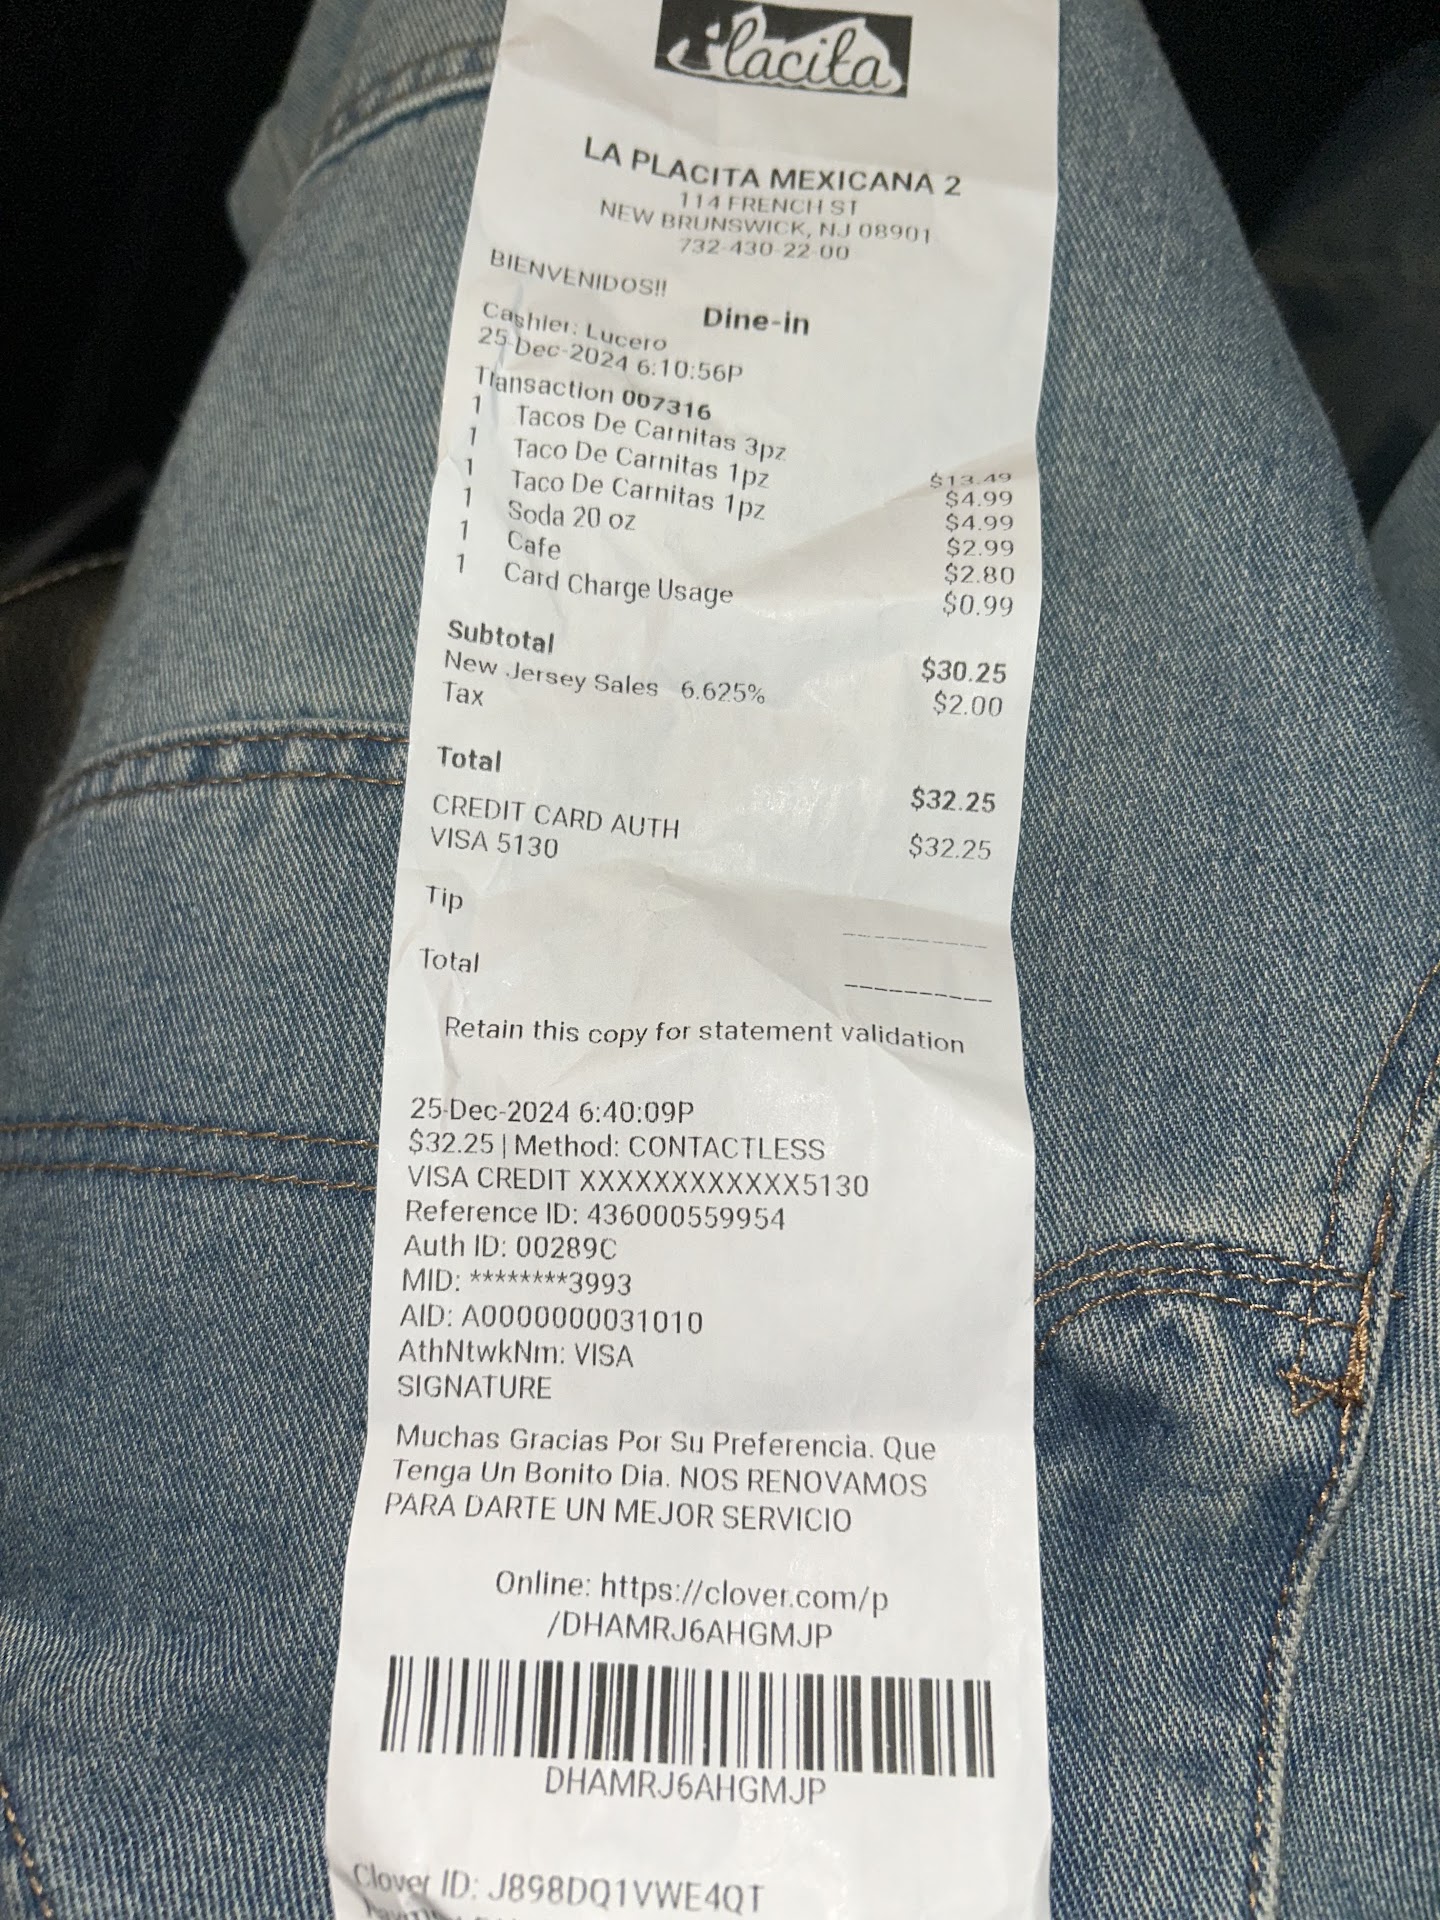 Placita
LA PLACITA MEXICANA 2
114 FRENCH ST
NEW BRUNSWICK, NJ 08901
732-430-22-00
BIENVENIDOS!!
Dine-in
Cashier: Lucero
25-Dec-2024 6:10:56P
Transaction 007316
1 Tacos De Carnitas 3pz $13.49
1 Taco De Carnitas 1pz $4.99
1 Taco De Carnitas 1pz $4.99
1 Soda 20 oz $2.99
1 Cafe $2.80
1 Card Charge Usage $0.99
Subtotal $30.25
New Jersey Sales 6.625% $2.00
Tax
Total $32.25
CREDIT CARD AUTH $32.25
VISA 5130
Tip ----------
Total ----------
Retain this copy for statement validation
25-Dec-2024 6:40:09P
$32.25 | Method: CONTACTLESS
VISA CREDIT XXXXXXXXXXXX5130
Reference ID: 436000559954
Auth ID: 00289C
MID: ********3993
AID: A0000000031010
AthNtwkNm: VISA
SIGNATURE
Muchas Gracias Por Su Preferencia. Que
Tenga Un Bonito Dia. NOS RENOVAMOS
PARA DARTE UN MEJOR SERVICIO
Online: https://clover.com/p
/DHAMRJ6AHGMJP
DHAMRJ6AHGMJP
Clover ID: J898DQ1VWE4QT